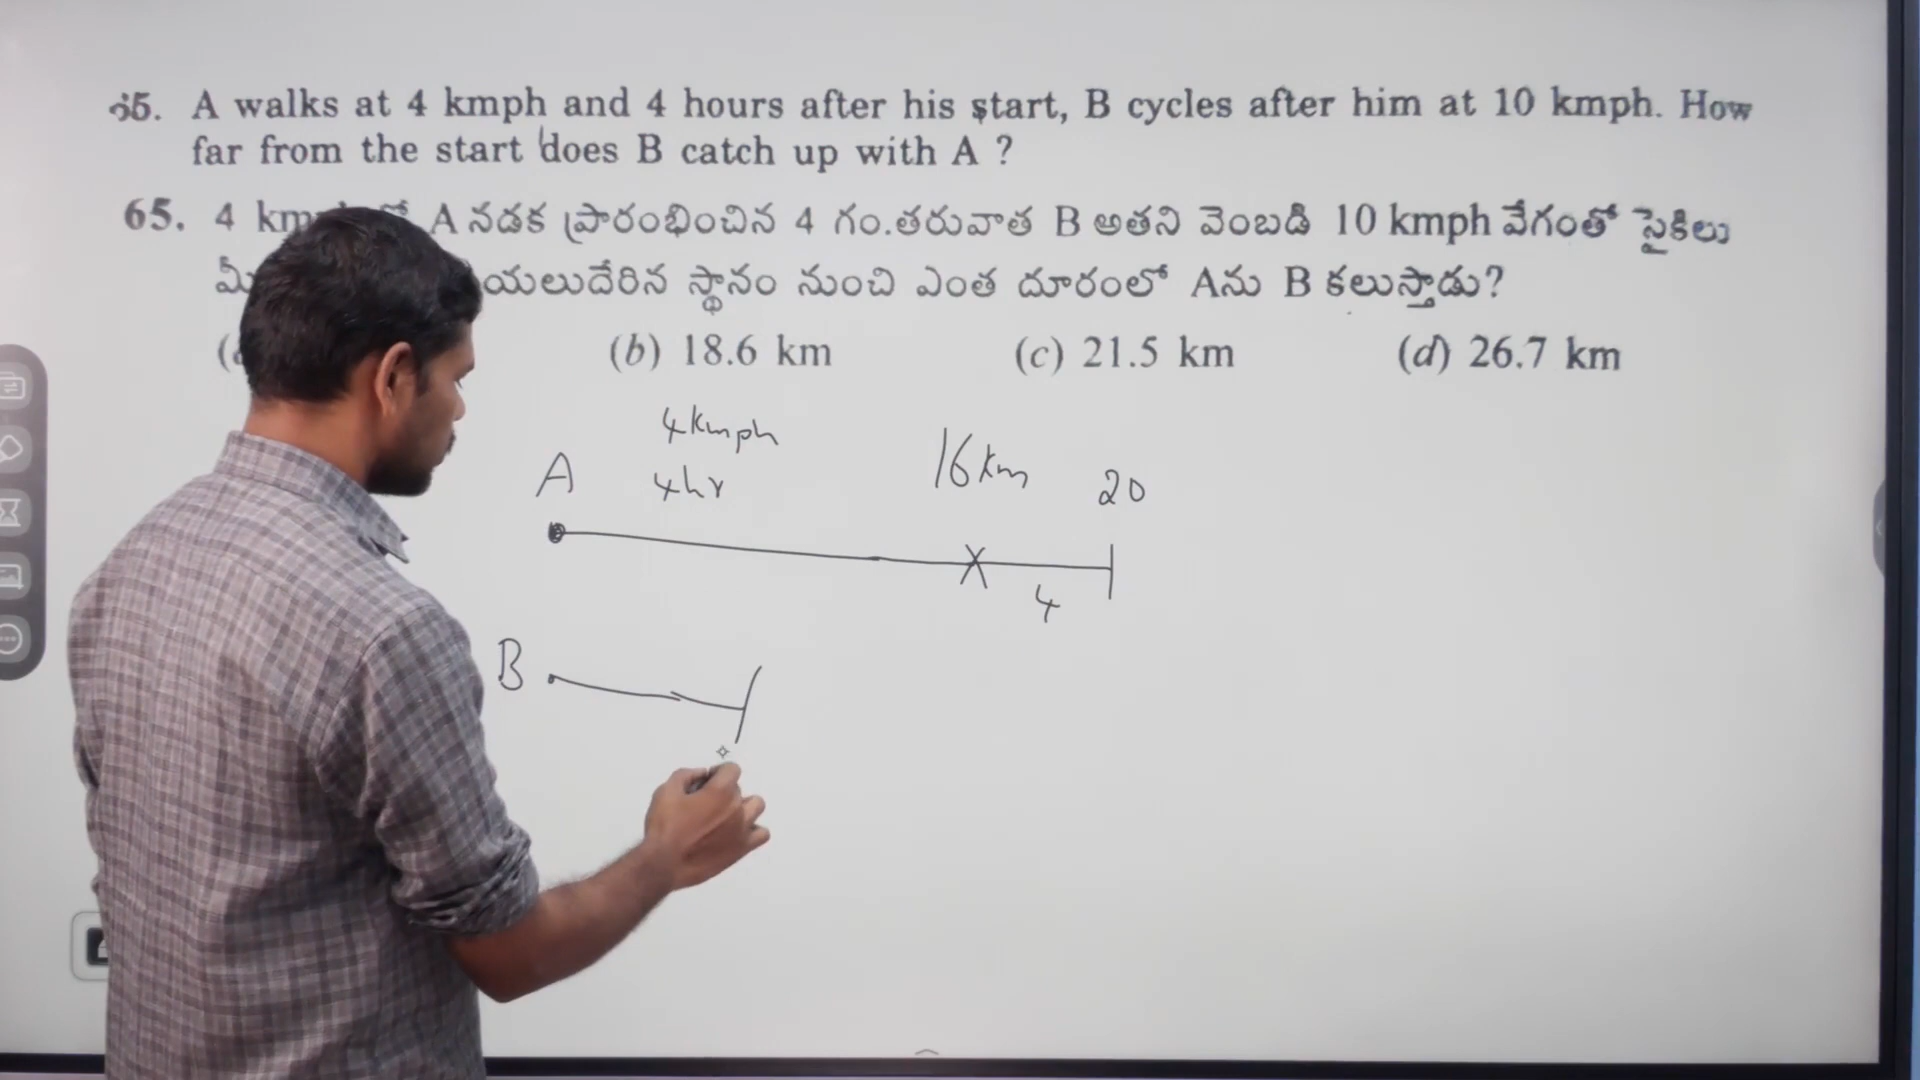 65. A walks at 4 kmph and 4 hours after his start, B cycles after him at 10 kmph. How
far from the start does B catch up with A ?
65. 4 A నడక ప్రారంభించిన 4 గం.తరువాత B అతని వెంబడి 10 kmph వేగంతో సైకిలు
స్థానం నుంచి ఎంత దూరంలో Aను B కలుస్తాడు?
(b) 18.6 km (c) 21.5 km (d) 26.7 km
4kmph
A 4hr 16km 20
4
B